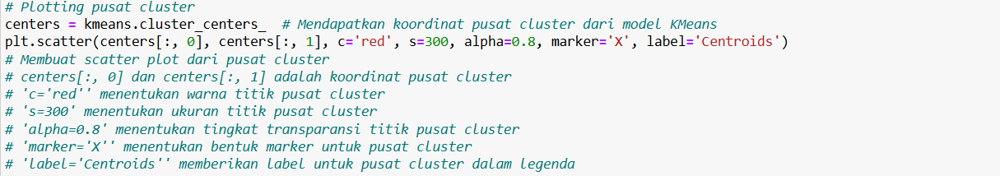 # Plotting pusat cluster
centers = kmeans.cluster_centers_  # Mendapatkan koordinat pusat cluster dari model KMeans
plt.scatter(centers[:, 0], centers[:, 1], c='red', s=300, alpha=0.8, marker='X', label='Centroids')
# Membuat scatter plot dari pusat cluster
# centers[:, 0] dan centers[:, 1] adalah koordinat pusat cluster
# 'c='red'' menentukan warna titik pusat cluster
# 's=300' menentukan ukuran titik pusat cluster
# 'alpha=0.8' menentukan tingkat transparansi titik pusat cluster
# 'marker='X'' menentukan bentuk marker untuk pusat cluster
# 'label='Centroids'' memberikan label untuk pusat cluster dalam legenda